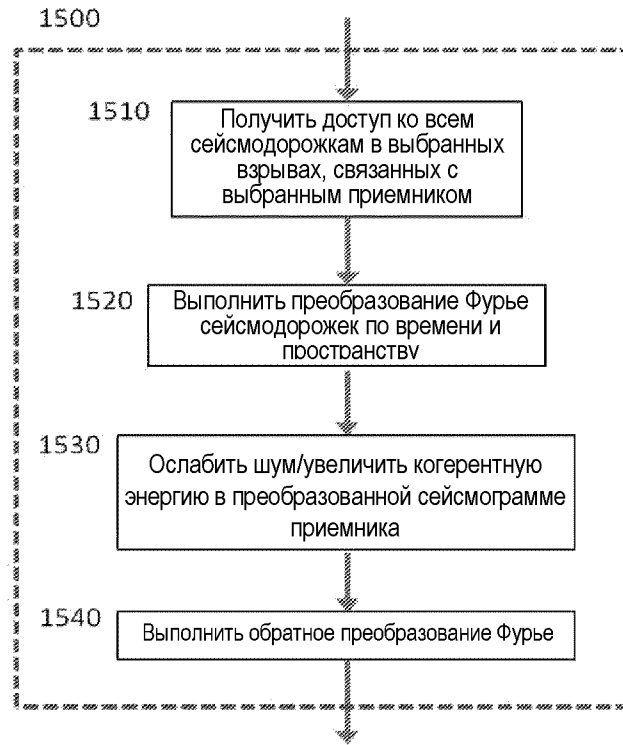 1500
1510
Получить доступ ко всем
сейсмодорожкам в выбранных
взрывах, связанных с
выбранным приемником
1520
Выполнить преобразование Фурье
сейсмодорожек по времени и
пространству
1530
Ослабить шум/увеличить когерентную
энергию в преобразованной сейсмограмме
приемника
1540
Выполнить обратное преобразование Фурье